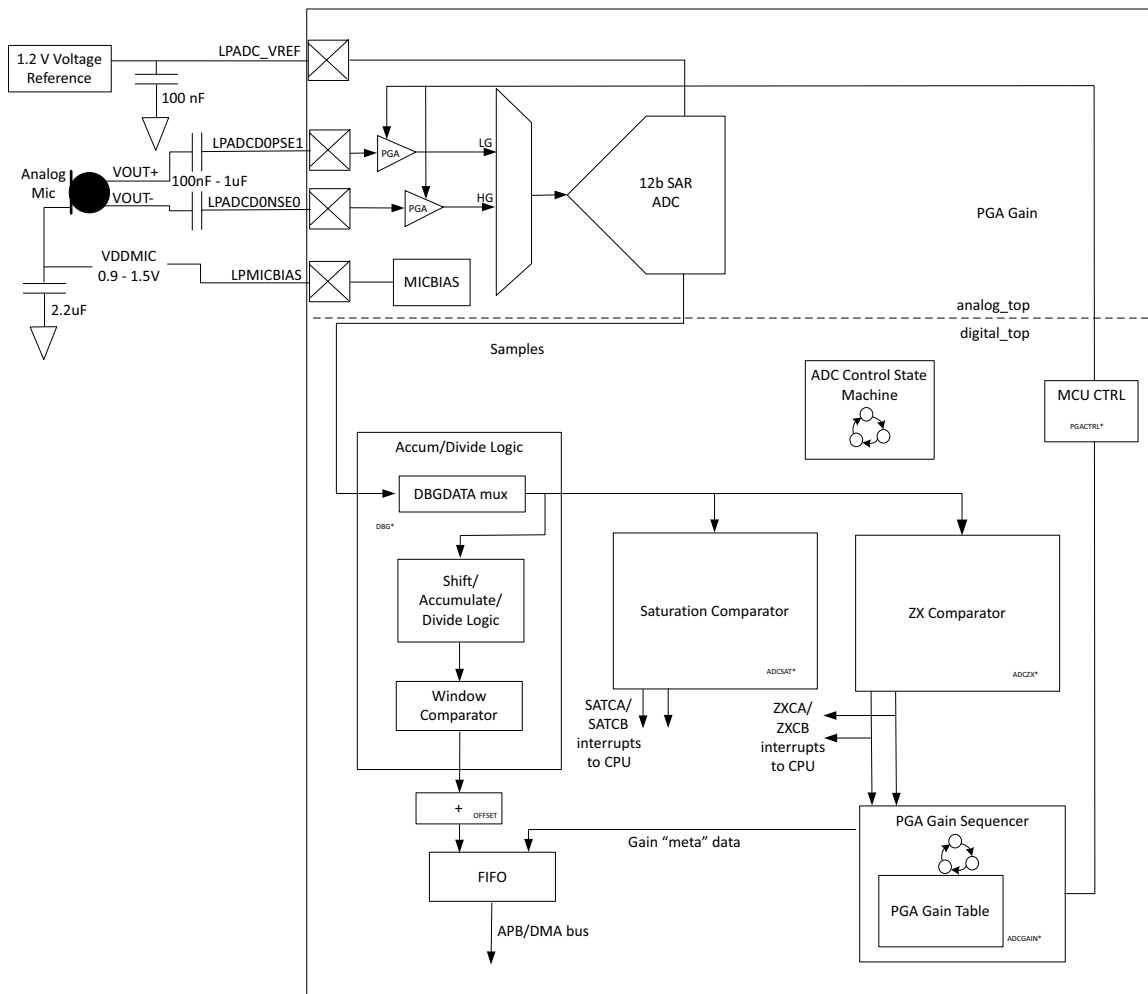 1.2 V Voltage
Reference
LPADC_VREF
100 nF
LPADCD0PSE1
Analog
Mic
VOUT+
100nF - 1uF
VOUT-
LPADCD0NSE0
VDDMIC
0.9 - 1.5V
LPMICBIAS
2.2uF
PGA
LG
PGA
HG
MICBIAS
12b SAR
ADC
PGA Gain
analog_top
digital_top
Samples
ADC Control State
Machine
MCU CTRL
PGACTRL*
Accum/Divide Logic
DBGDATA mux
DBG*
Shift/
Accumulate/
Divide Logic
Window
Comparator
Saturation Comparator
ADCSAT*
ZX Comparator
ADCZX*
SATCA/
SATCB
interrupts
to CPU
ZXCA/
ZXCB
interrupts
to CPU
+
OFFSET
FIFO
APB/DMA bus
Gain “meta” data
PGA Gain Sequencer
PGA Gain Table
ADCGAIN*